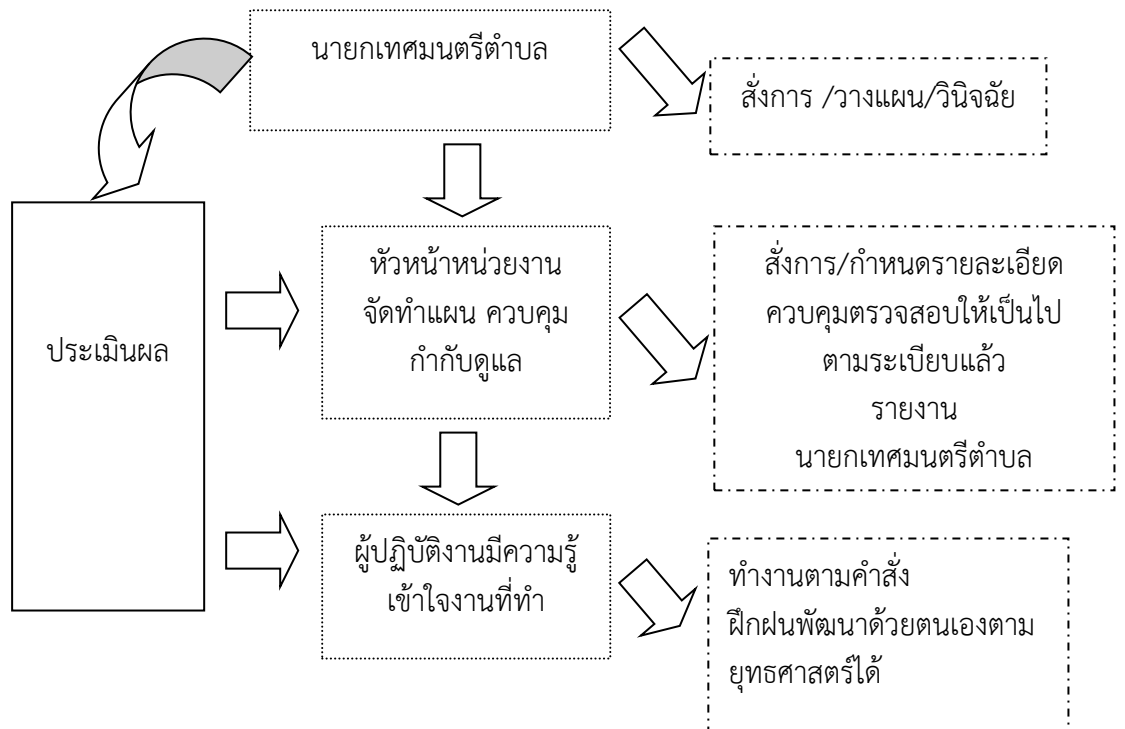 นายกเทศมนตรีตำบล
สั่งการ /วางแผน/วินิจฉัย
ประเมินผล
หัวหน้าหน่วยงาน
จัดทำแผน ควบคุม
กำกับดูแล
สั่งการ/กำหนดรายละเอียด
ควบคุมตรวจสอบให้เป็นไป
ตามระเบียบแล้ว
รายงาน
นายกเทศมนตรีตำบล
ผู้ปฏิบัติงานมีความรู้
เข้าใจงานที่ทำ
ทำงานตามคำสั่ง
ฝึกฝนพัฒนาด้วยตนเองตาม
ยุทธศาสตร์ได้